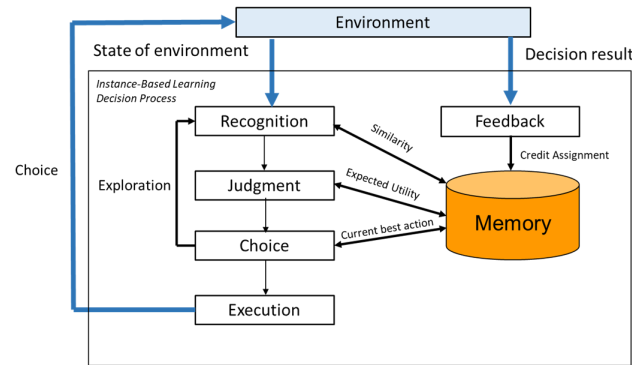 Environment
State of environment
Decision result
Instance-Based Learning
Decision Process
Recognition
Feedback
Similarity
Credit Assignment
Choice
Exploration
Judgment
Expected Utility
Memory
Choice
Current best action
Execution